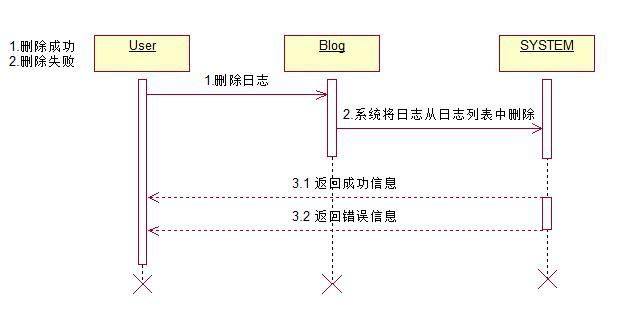 1.删除成功
2.删除失败
User
Blog
SYSTEM
1.删除日志
2.系统将日志从日志列表中删除
3.1 返回成功信息
3.2 返回错误信息